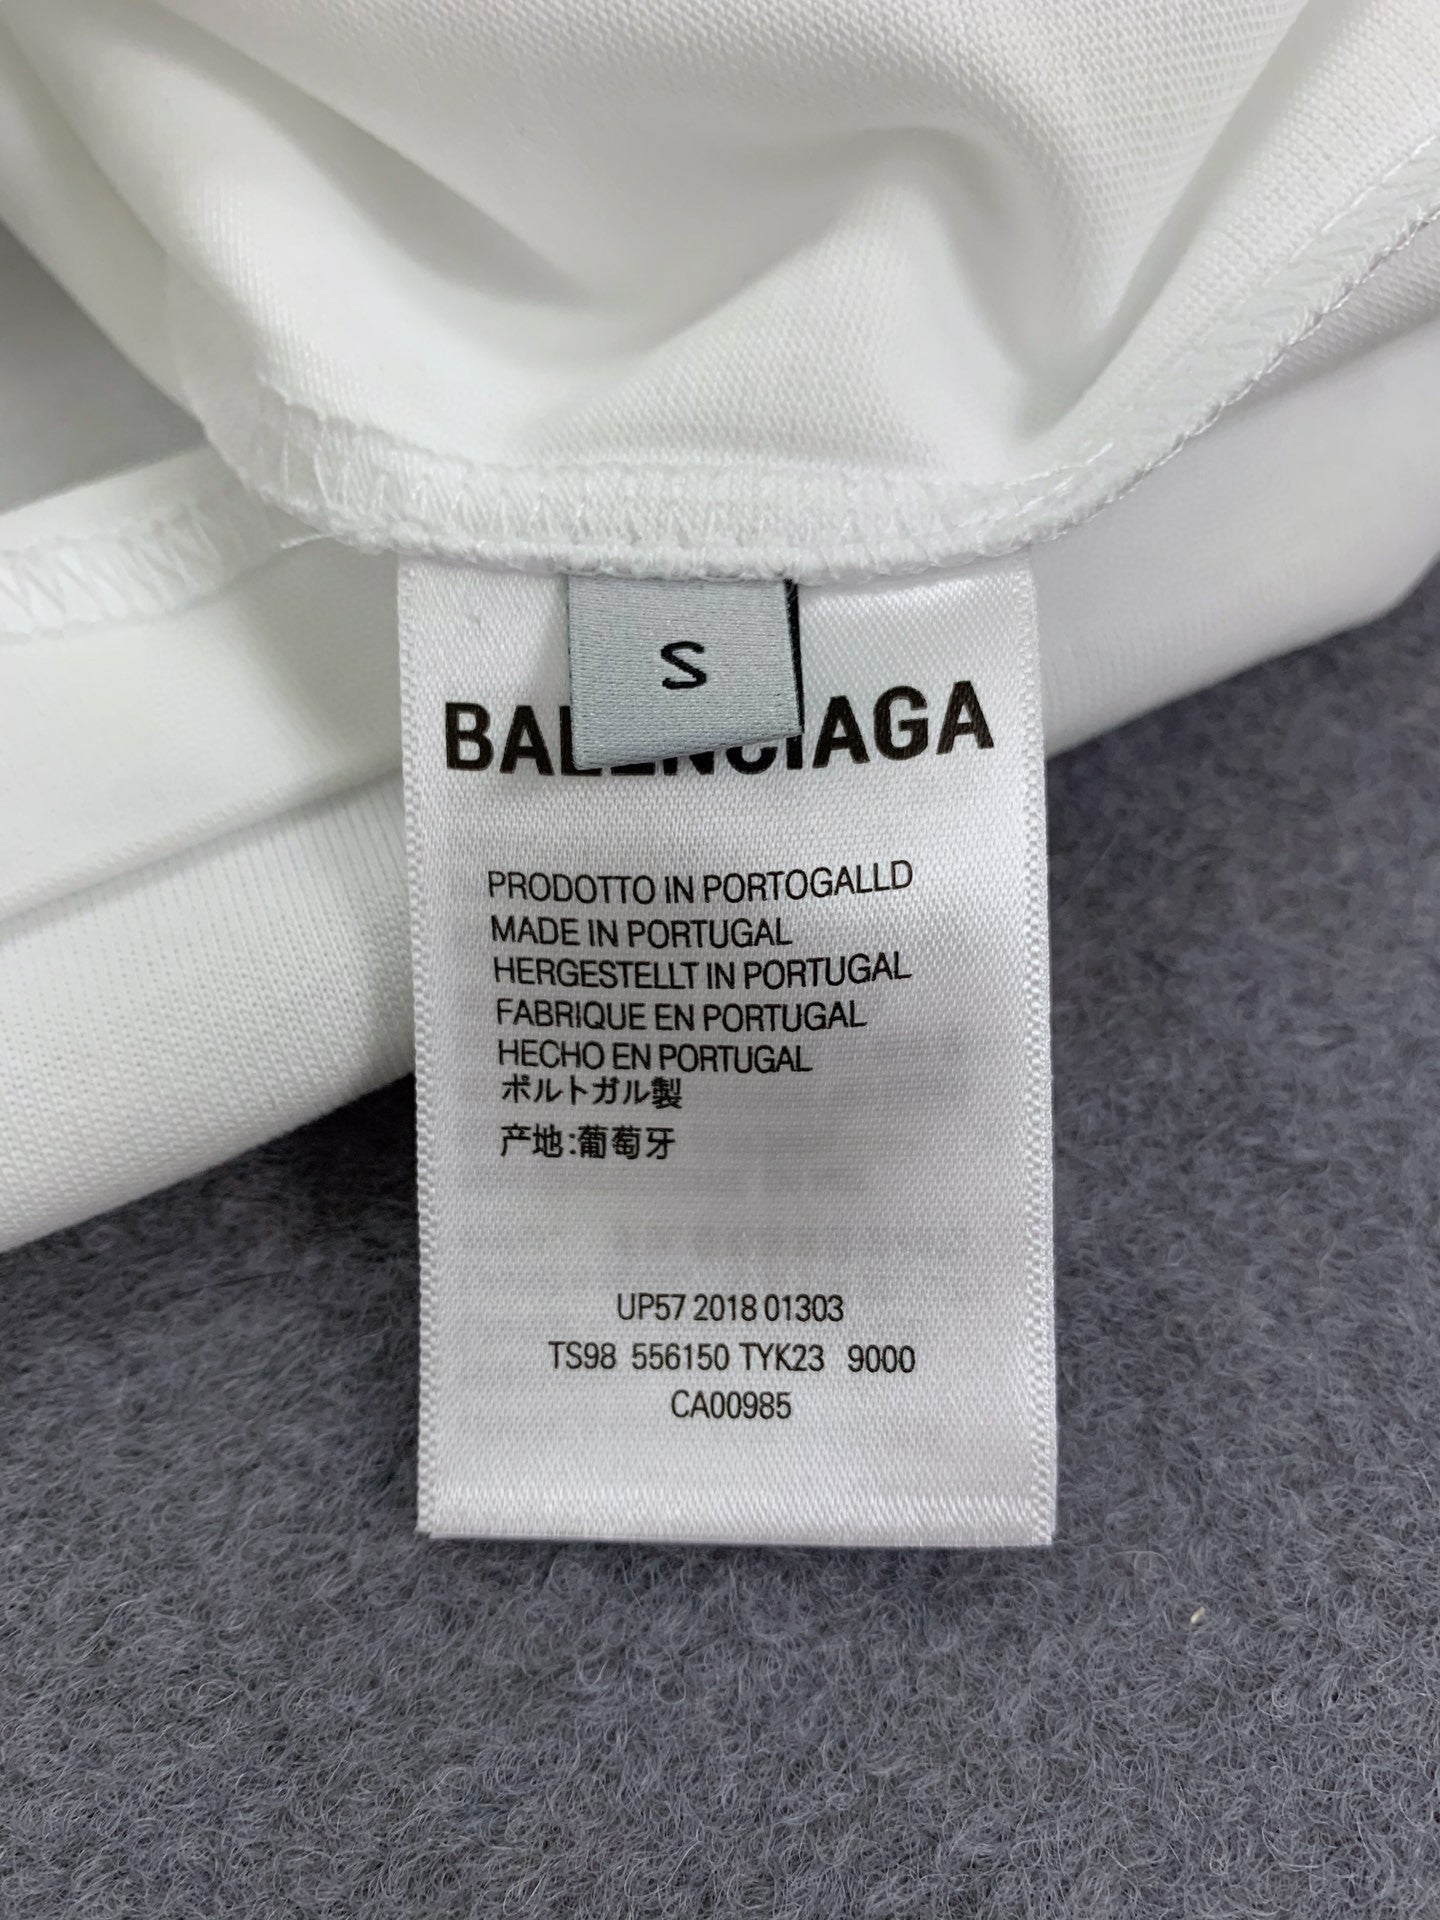 S
BALENCIAGA
PRODOTTO IN PORTOGALLD
MADE IN PORTUGAL
HERGESTELLT IN PORTUGAL
FABRIQUE EN PORTUGAL
HECHO EN PORTUGAL
ポルトガル製
产地:葡萄牙
UP57 2018 01303
TS98 556150 TYK23 9000
CA00985